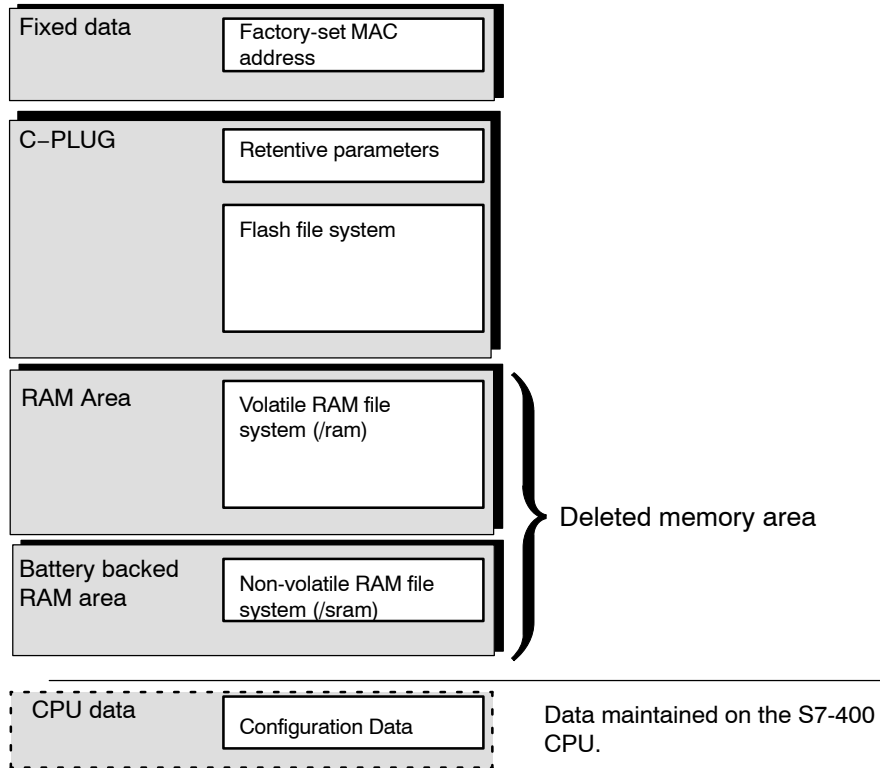 Fixed data
Factory-set MAC
address
C–PLUG
Retentive parameters
Flash file system
RAM Area
Volatile RAM file
system (/ram)
Deleted memory area
Battery backed
RAM area
Non-volatile RAM file
system (/sram)
CPU data
Configuration Data
Data maintained on the S7-400
CPU.